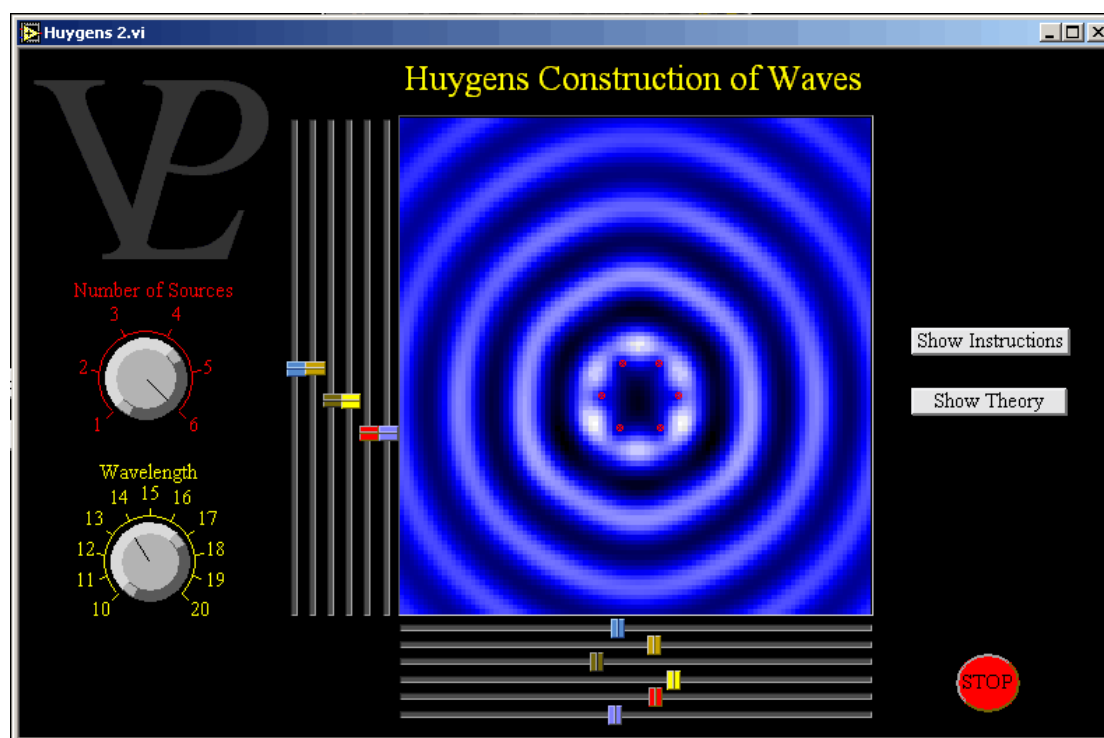 Huygens 2.vi
Huygens Construction of Waves
VPL
Number of Sources
1 2 3 4 5 6
Wavelength
10 11 12 13 14 15 16 17 18 19 20
Show Instructions
Show Theory
STOP